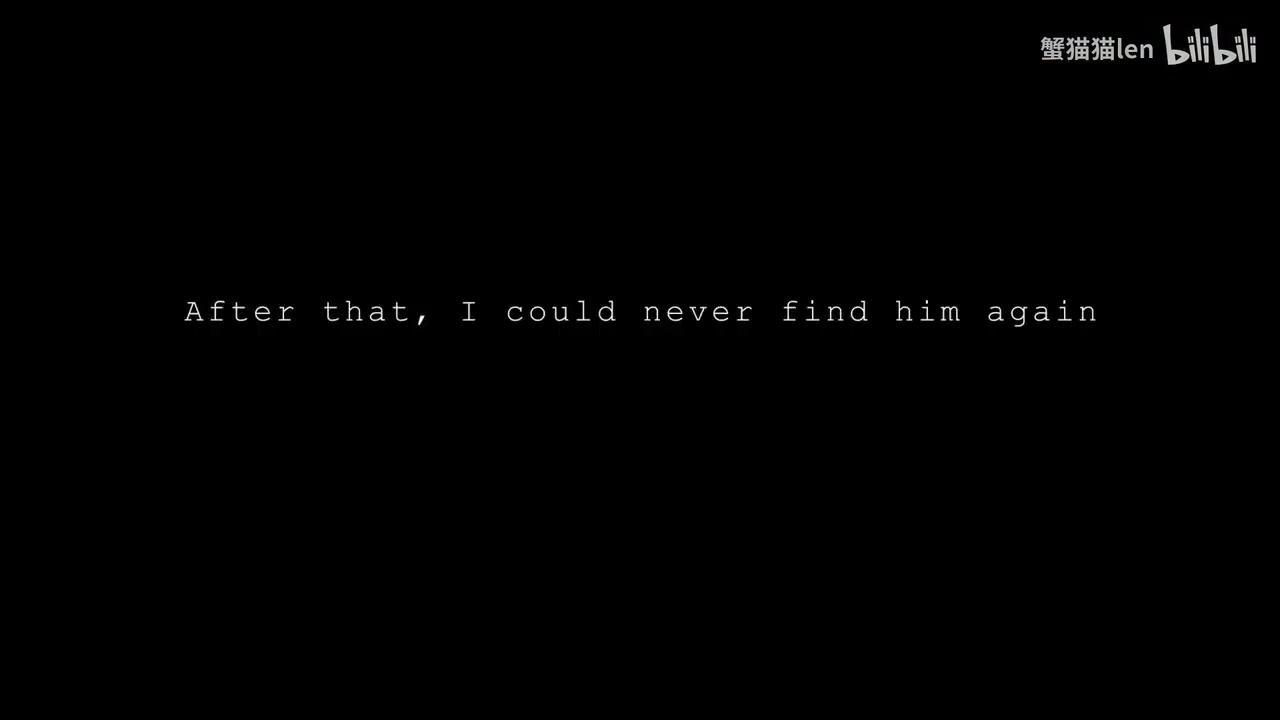 蟹猫猫len bilibili
After that, I could never find him again